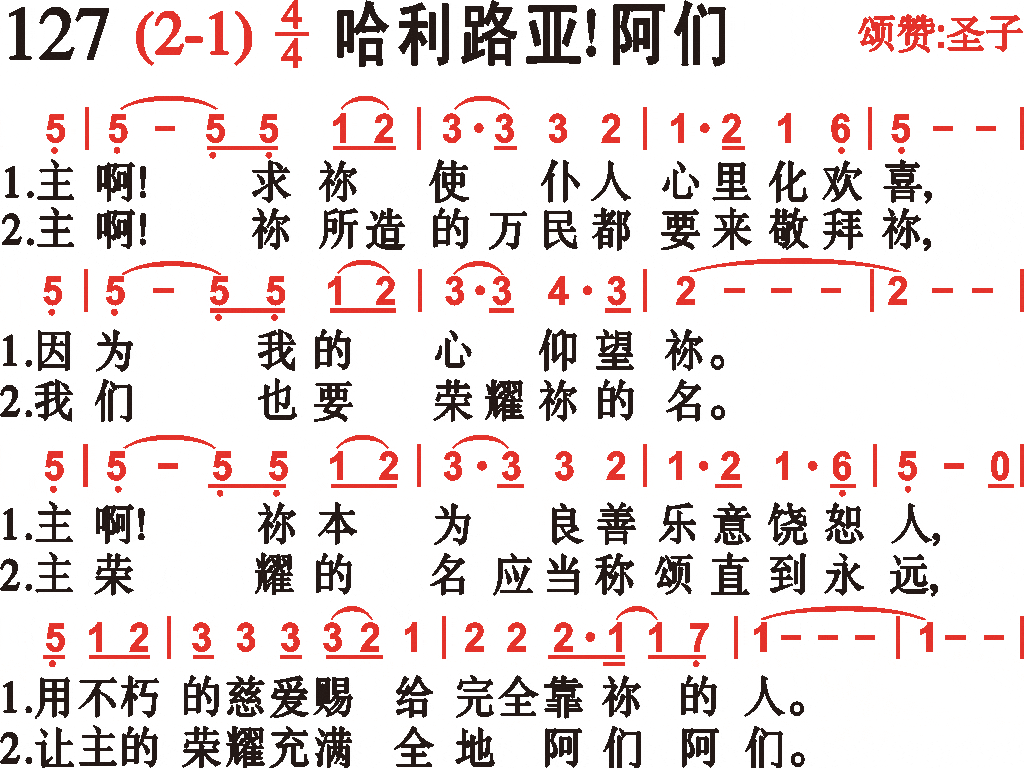 127 (2-1) 4/4 哈利路亚!阿们 颂赞:圣子
5 | 5 - 5 5 1 2 | 3·3 3 2 | 1·2 1 6 | 5 - - |
1.主 啊! 求 祢 使 仆 人 心 里 化 欢 喜,
2.主 啊! 祢 所 造 的 万 民 都 要 来 敬 拜 祢,
5 | 5 - 5 5 1 2 | 3·3 4·3 | 2 - - - | 2 - - |
1.因 为 我 的 心 仰 望 祢。
2.我 们 也 要 荣 耀 祢 的 名。
5 | 5 - 5 5 1 2 | 3·3 3 2 | 1·2 1·6 | 5 - 0 |
1.主 啊! 祢 本 为 良 善 乐 意 饶 恕 人,
2.主 荣 耀 的 名 应 当 称 颂 直 到 永 远,
5 1 2 | 3 3 3 3 2 1 | 2 2 2·1 1 7 | 1 - - - | 1 - - |
1.用 不 朽 的 慈 爱 赐 给 完 全 靠 祢 的 人。
2.让 主 的 荣 耀 充 满 全 地 阿 们 阿 们。